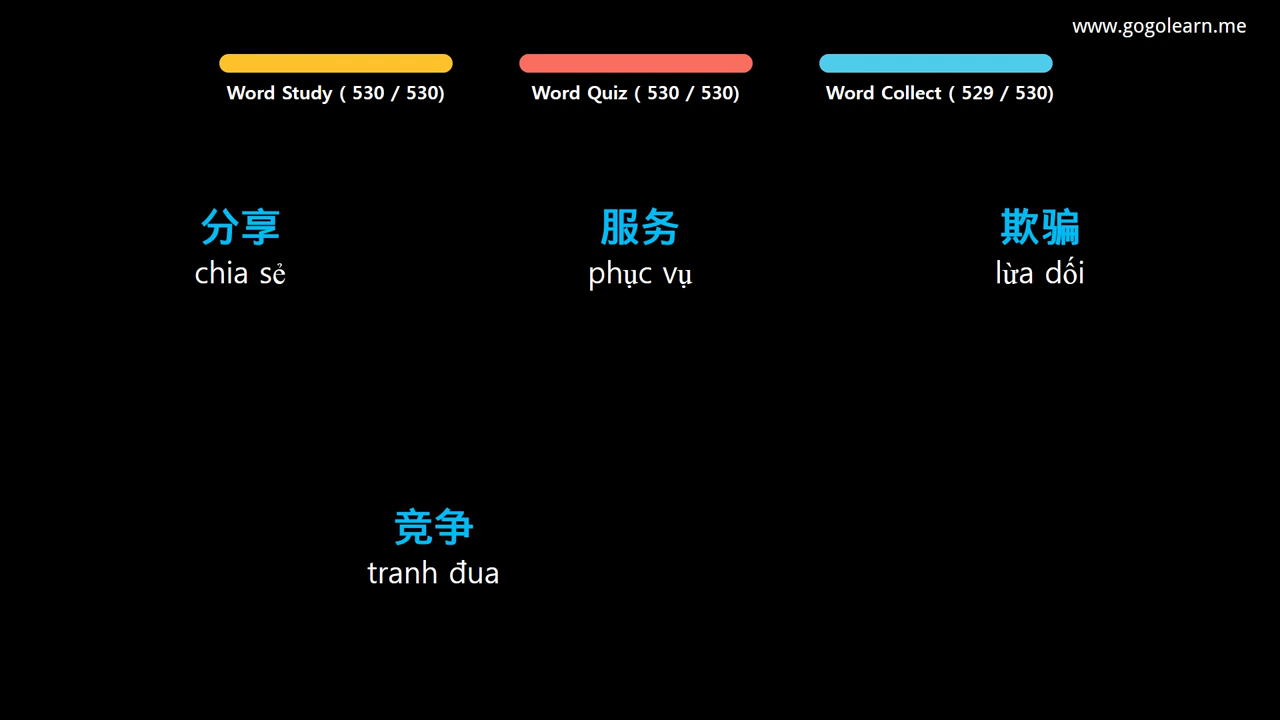 www.gogolearn.me
Word Study ( 530 / 530)
Word Quiz ( 530 / 530)
Word Collect ( 529 / 530)
分享
chia sẻ
服务
phục vụ
欺骗
lừa dối
竞争
tranh đua